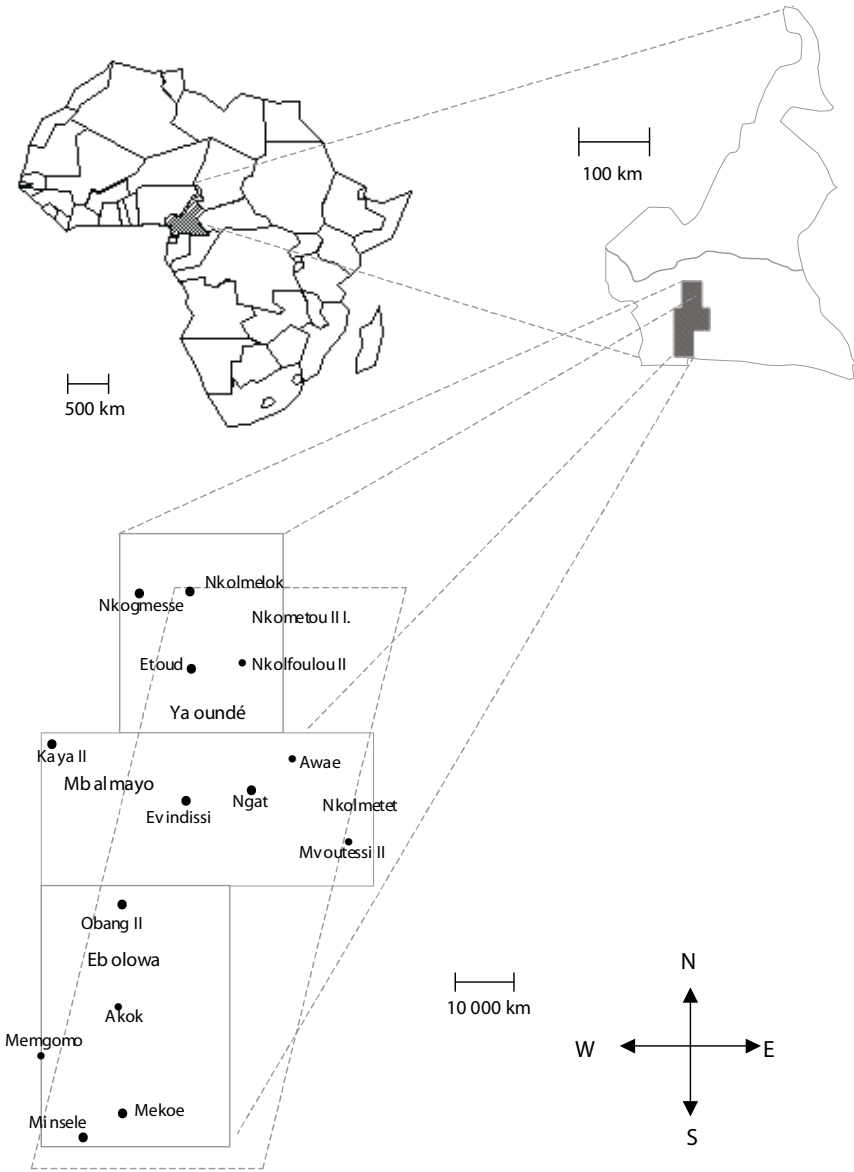 100 km
500 km
Nkolmelok
Nkogmesse
Nkometou II I.
Etoud
Nkolfoulou II
Yaoundé
Kaya II
Awae
Mbalmayo
Ngat
Nkolmetet
Evindissi
Mvoutessi II
Obang II
Ebolowa
N
10 000 km
Akok
Memgomo
W
E
Mekoe
Minsele
S